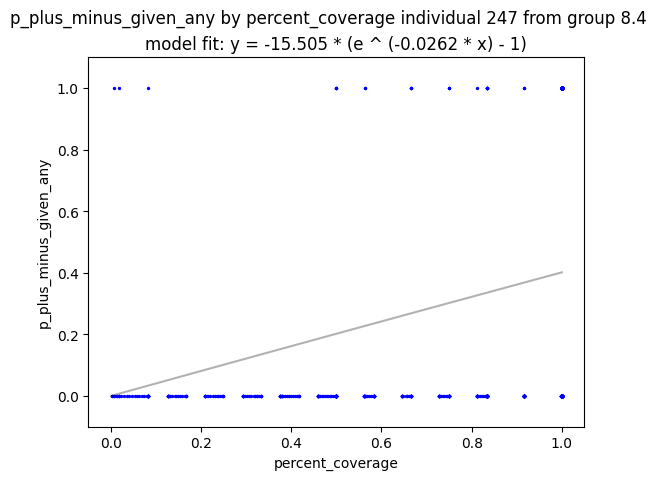 p_plus_minus_given_any by percent_coverage individual 247 from group 8.4
model fit: y = -15.505 * (e ^ (-0.0262 * x) - 1)
1.0
0.8
0.6
0.4
0.2
0.0
p_plus_minus_given_any
0.0 0.2 0.4 0.6 0.8 1.0
percent_coverage